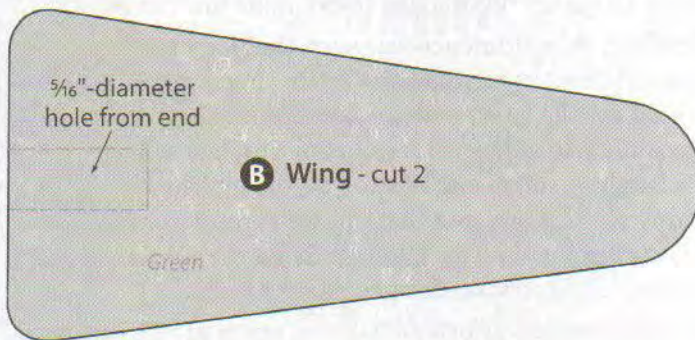 5/16"-diameter
hole from end
B Wing - cut 2
Green